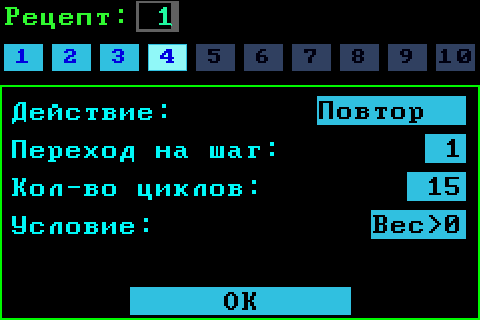 Рецепт: 1
1 2 3 4 5 6 7 8 9 10
Действие: Повтор
Переход на шаг: 1
Кол-во циклов: 15
Условие: Вес>0
ОК